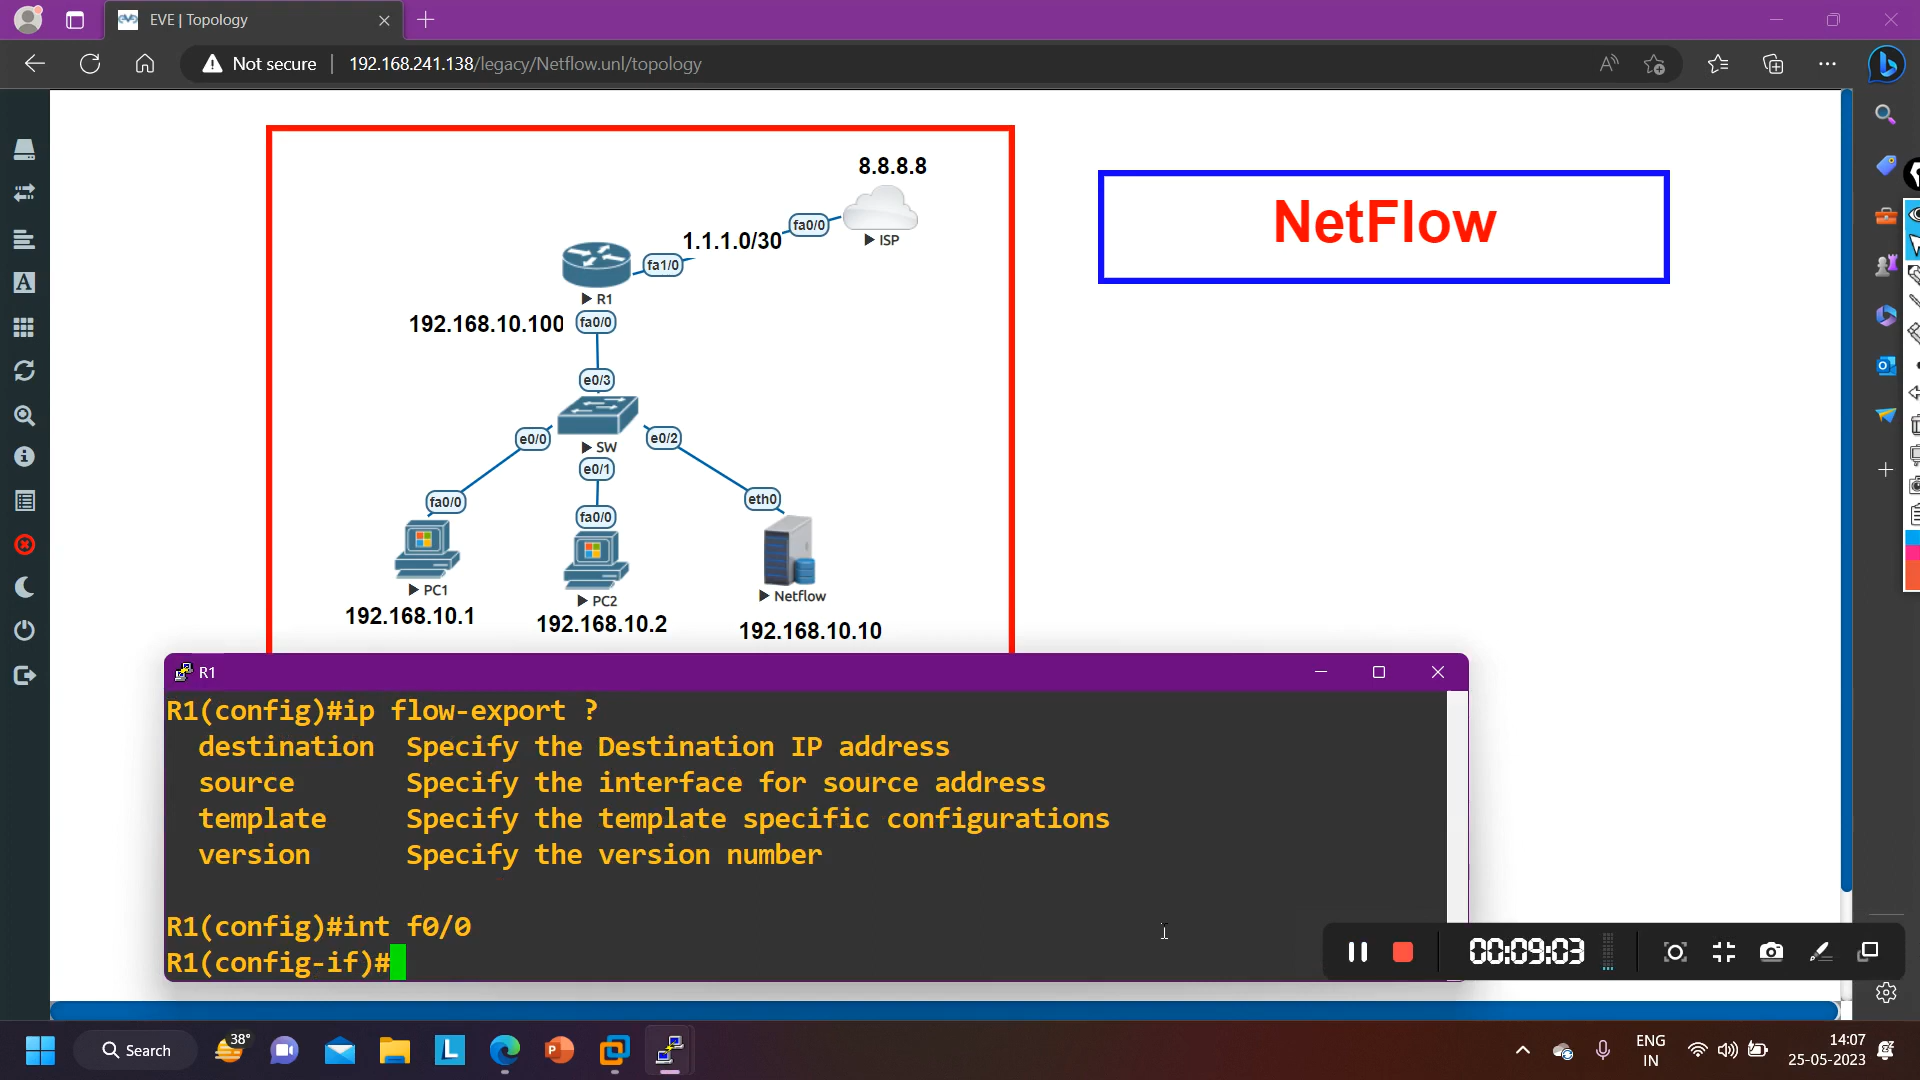 EVE | Topology
Not secure
192.168.241.138/legacy/Netflow.unl/topology
8.8.8.8
fa0/0
ISP
1.1.1.0/30
fa1/0
R1
192.168.10.100
fa0/0
e0/3
SW
e0/0
e0/2
e0/1
fa0/0
fa0/0
eth0
PC1
192.168.10.1
PC2
192.168.10.2
Netflow
192.168.10.10
NetFlow
R1
R1(config)#ip flow-export ?
destination Specify the Destination IP address
source Specify the interface for source address
template Specify the template specific configurations
version Specify the version number
R1(config)#int f0/0
R1(config-if)#
00:09:03
38°
Search
ENG
IN
14:07
25-05-2023